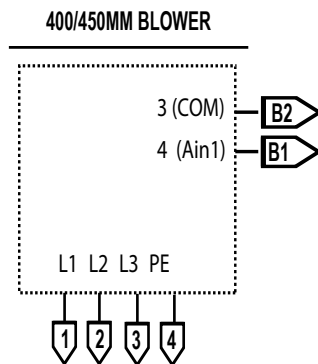 400/450MM BLOWER
3 (COM) B2
4 (Ain1) B1
L1 L2 L3 PE
1 2 3 4